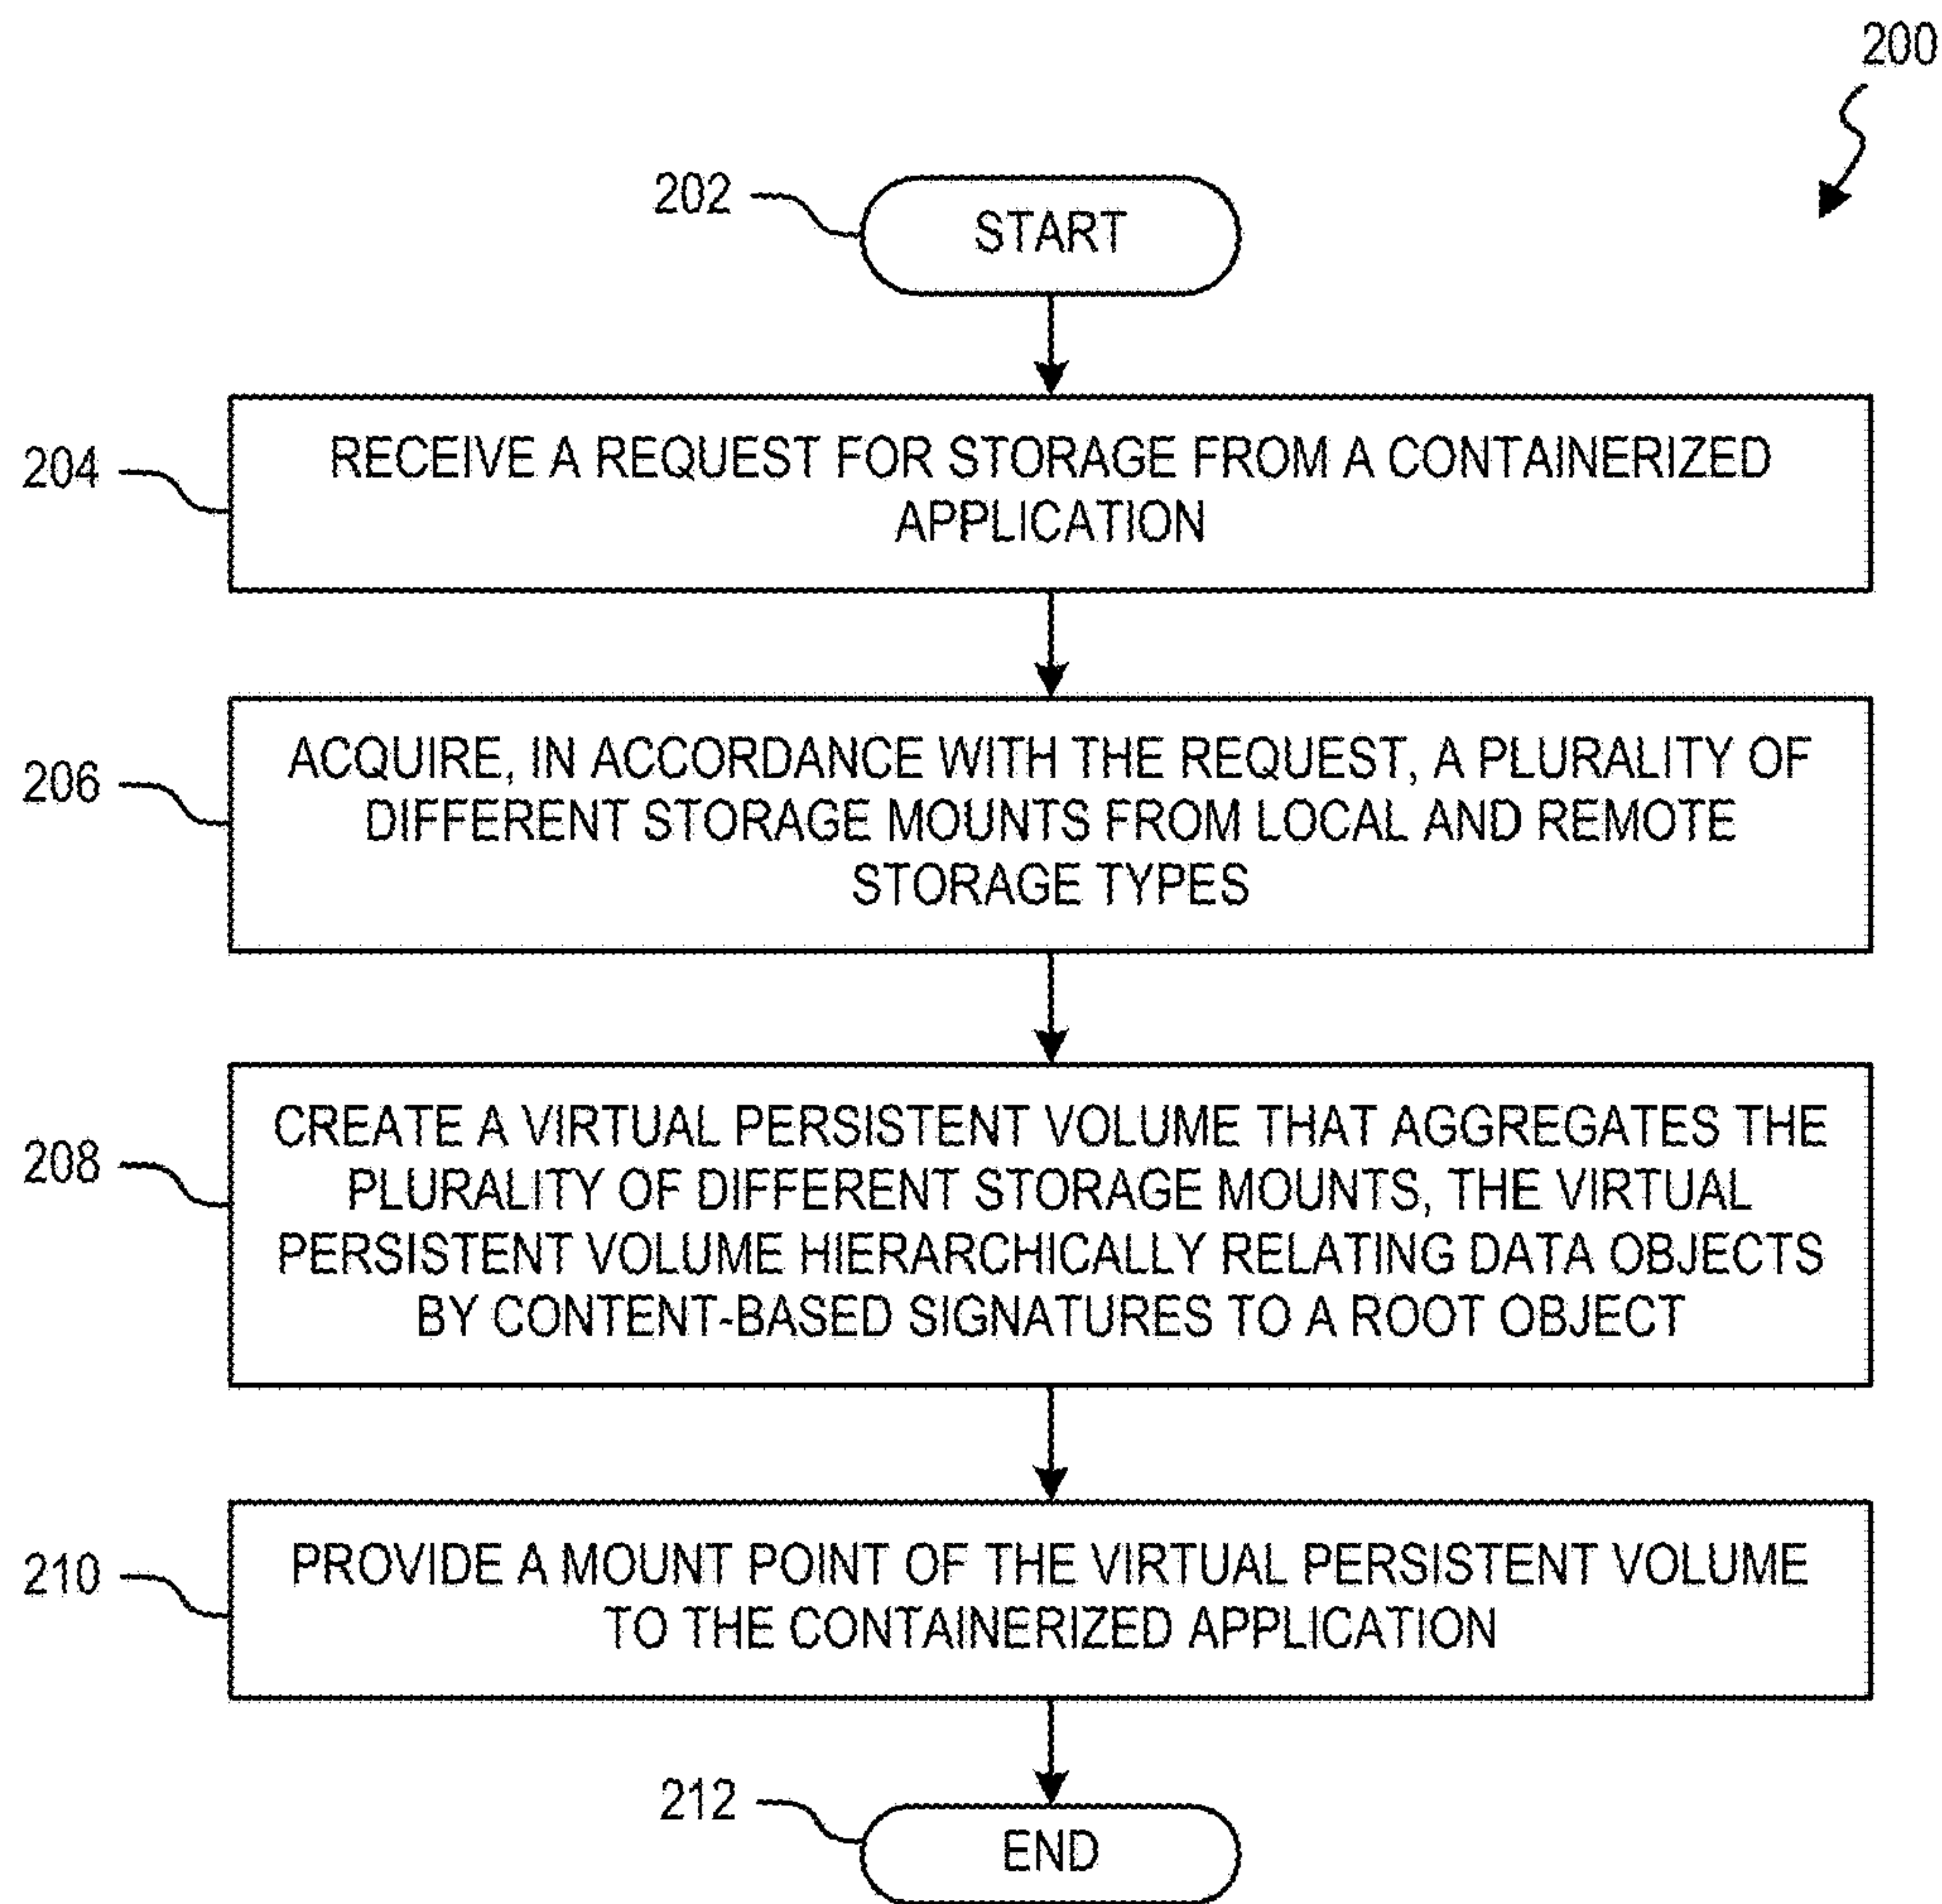 200
202
START
204
RECEIVE A REQUEST FOR STORAGE FROM A CONTAINERIZED
APPLICATION
206
ACQUIRE, IN ACCORDANCE WITH THE REQUEST, A PLURALITY OF
DIFFERENT STORAGE MOUNTS FROM LOCAL AND REMOTE
STORAGE TYPES
208
CREATE A VIRTUAL PERSISTENT VOLUME THAT AGGREGATES THE
PLURALITY OF DIFFERENT STORAGE MOUNTS, THE VIRTUAL
PERSISTENT VOLUME HIERARCHICALLY RELATING DATA OBJECTS
BY CONTENT-BASED SIGNATURES TO A ROOT OBJECT
210
PROVIDE A MOUNT POINT OF THE VIRTUAL PERSISTENT VOLUME
TO THE CONTAINERIZED APPLICATION
212
END